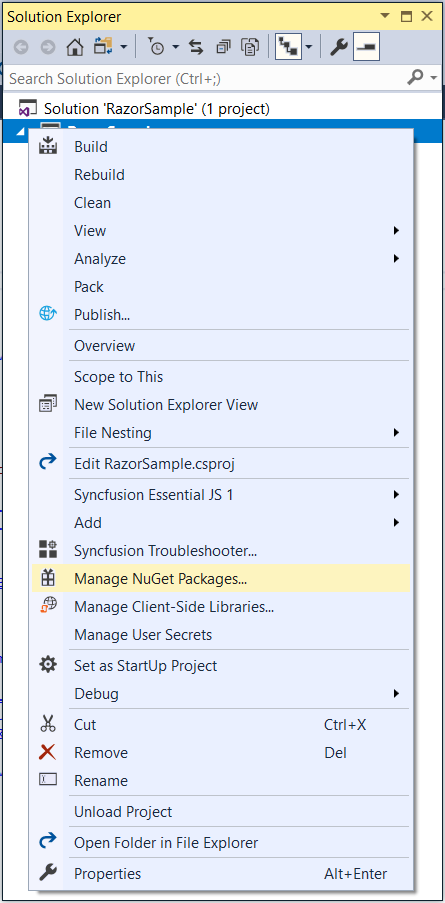 Solution Explorer
Search Solution Explorer (Ctrl+;)
Solution 'RazorSample' (1 project)
Build
Rebuild
Clean
View
Analyze
Pack
Publish...
Overview
Scope to This
New Solution Explorer View
File Nesting
Edit RazorSample.csproj
Syncfusion Essential JS 1
Add
Syncfusion Troubleshooter...
Manage NuGet Packages...
Manage Client-Side Libraries...
Manage User Secrets
Set as StartUp Project
Debug
Cut Ctrl+X
Remove Del
Rename
Unload Project
Open Folder in File Explorer
Properties Alt+Enter